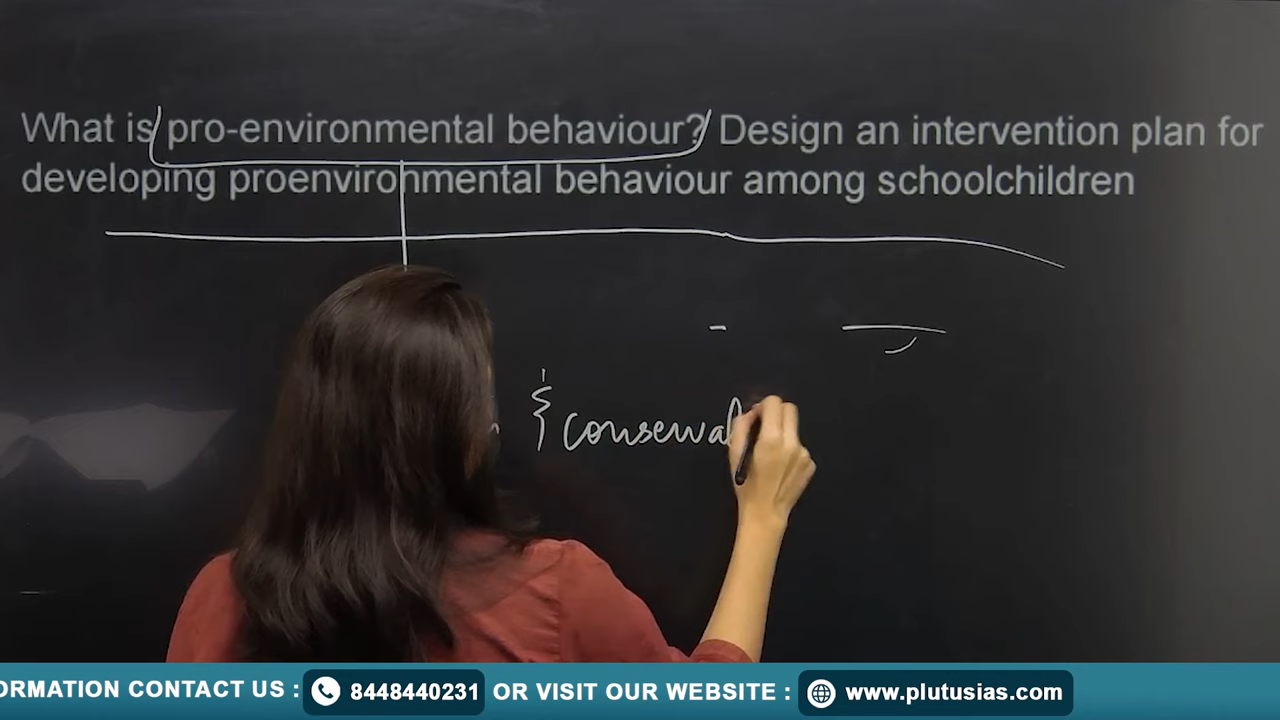 What is pro-environmental behaviour? Design an intervention plan for
developing proenvironmental behaviour among schoolchildren
&
ORMATION CONTACT US : 8448440231 OR VISIT OUR WEBSITE : www.plutusias.com